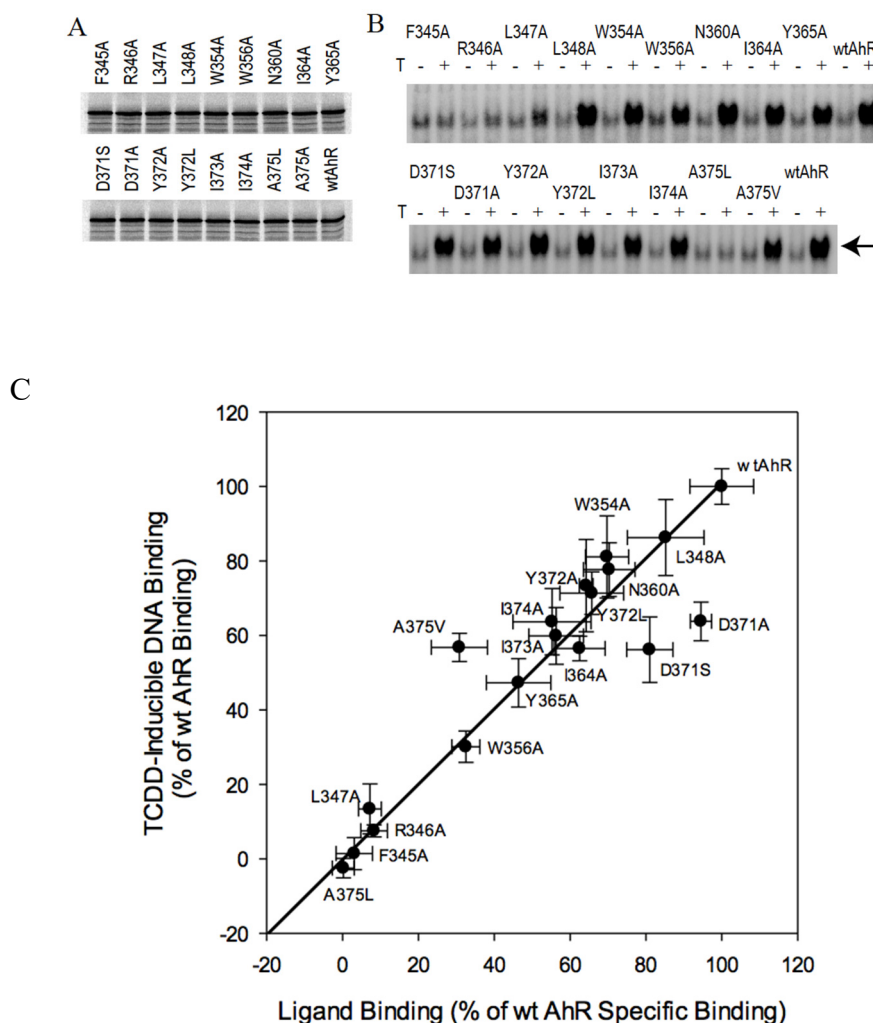 A
F345A R346A L347A L348A W354A W356A N360A I364A Y365A
D371S D371A Y372A Y372L I373A I374A A375L A375A wtAhR
B
F345A L347A W354A N360A Y365A
R346A L348A W356A I364A wtAhR
T - + - + - + - + - + - + - + - + - + - +
D371S Y372A I373A A375L wtAhR
D371A Y372L I374A A375V
T - + - + - + - + - + - + - + - + - +
C
120
100
80
60
40
20
0
-20
-20 0 20 40 60 80 100 120
TCDD-Inducible DNA Binding
(% of wt AhR Binding)
Ligand Binding (% of wt AhR Specific Binding)
wtAhR
W354A
L348A
Y372A
N360A
I374A
Y372L
D371A
A375V
I373A
I364A
D371S
Y365A
W356A
L347A
R346A
F345A
A375L